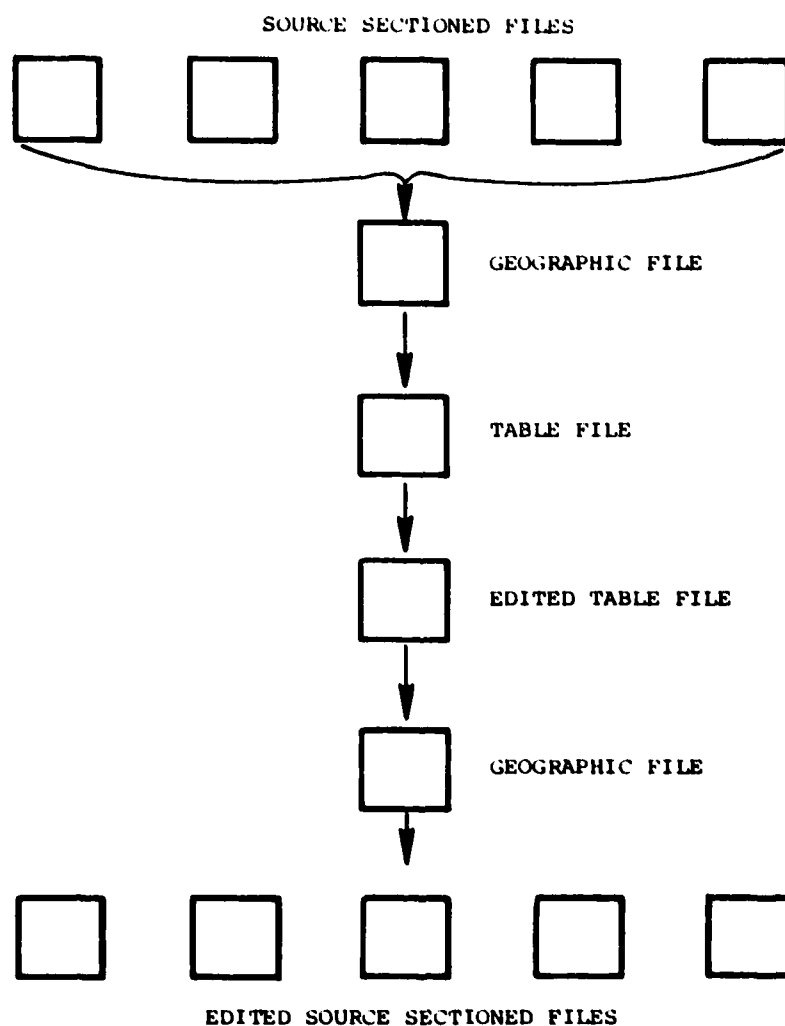 SOURCE SECTIONED FILES
GEOGRAPHIC FILE
TABLE FILE
EDITED TABLE FILE
GEOGRAPHIC FILE
EDITED SOURCE SECTIONED FILES